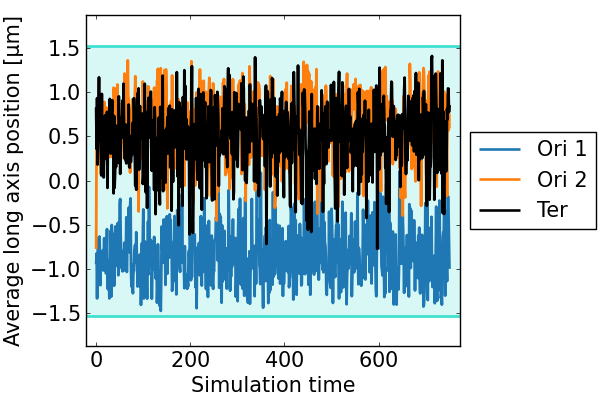 Average long axis position [μm]
1.5
1.0
0.5
0.0
−0.5
−1.0
−1.5
0
200
400
600
Simulation time
Ori 1
Ori 2
Ter